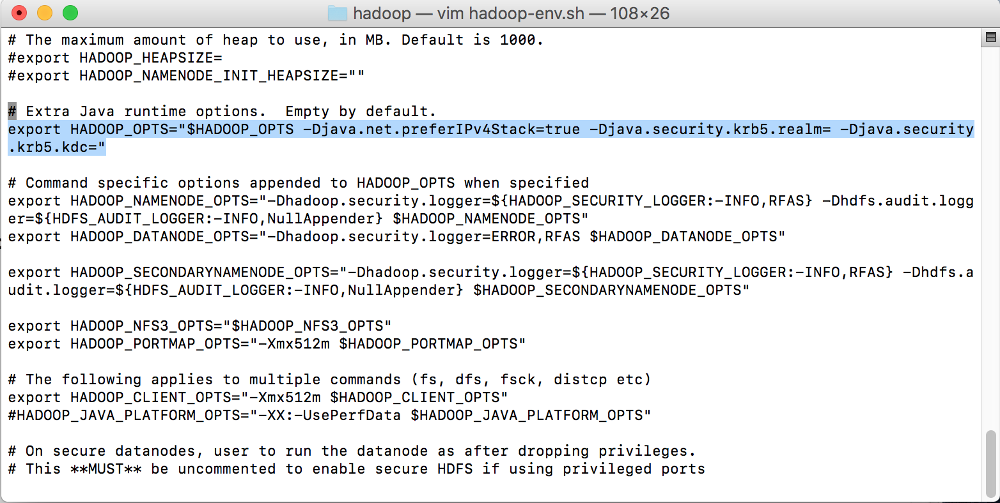 hadoop — vim hadoop-env.sh — 108×26
# The maximum amount of heap to use, in MB. Default is 1000.
#export HADOOP_HEAPSIZE=
#export HADOOP_NAMENODE_INIT_HEAPSIZE=""
# Extra Java runtime options.  Empty by default.
export HADOOP_OPTS="$HADOOP_OPTS -Djava.net.preferIPv4Stack=true -Djava.security.krb5.realm= -Djava.security
.krb5.kdc="
# Command specific options appended to HADOOP_OPTS when specified
export HADOOP_NAMENODE_OPTS="-Dhadoop.security.logger=${HADOOP_SECURITY_LOGGER:-INFO,RFAS} -Dhdfs.audit.logg
er=${HDFS_AUDIT_LOGGER:-INFO,NullAppender} $HADOOP_NAMENODE_OPTS"
export HADOOP_DATANODE_OPTS="-Dhadoop.security.logger=ERROR,RFAS $HADOOP_DATANODE_OPTS"
export HADOOP_SECONDARYNAMENODE_OPTS="-Dhadoop.security.logger=${HADOOP_SECURITY_LOGGER:-INFO,RFAS} -Dhdfs.a
udit.logger=${HDFS_AUDIT_LOGGER:-INFO,NullAppender} $HADOOP_SECONDARYNAMENODE_OPTS"
export HADOOP_NFS3_OPTS="$HADOOP_NFS3_OPTS"
export HADOOP_PORTMAP_OPTS="-Xmx512m $HADOOP_PORTMAP_OPTS"
# The following applies to multiple commands (fs, dfs, fsck, distcp etc)
export HADOOP_CLIENT_OPTS="-Xmx512m $HADOOP_CLIENT_OPTS"
#HADOOP_JAVA_PLATFORM_OPTS="-XX:-UsePerfData $HADOOP_JAVA_PLATFORM_OPTS"
# On secure datanodes, user to run the datanode as after dropping privileges.
# This **MUST** be uncommented to enable secure HDFS if using privileged ports